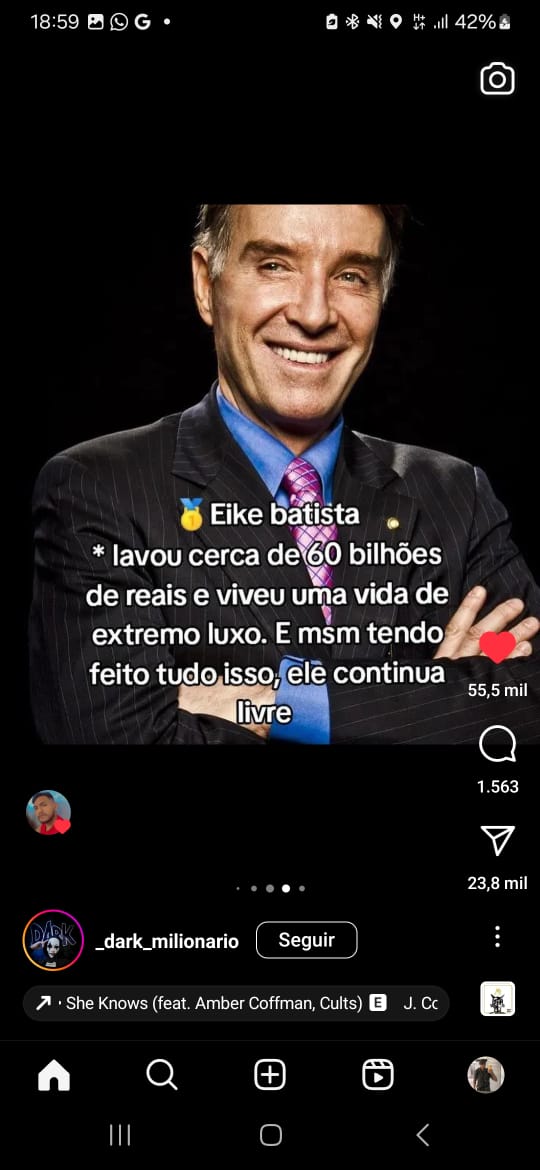 18:59
42%
🥇 Eike batista
* lavou cerca de 60 bilhões
de reais e viveu uma vida de
extremo luxo. E msm tendo
feito tudo isso, ele continua
livre
55,5 mil
1.563
23,8 mil
DARK
_dark_milionario
Seguir
· She Knows (feat. Amber Coffman, Cults) E J. Cc